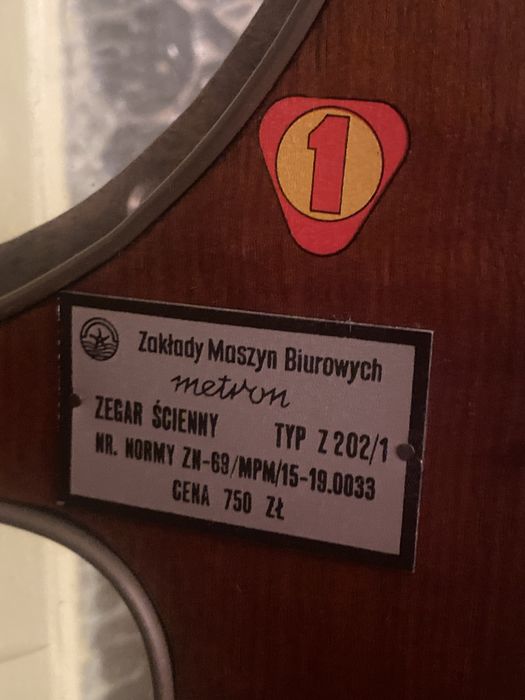 1
Zakłady Maszyn Biurowych
metron
ZEGAR ŚCIENNY TYP Z 202/1
NR. NORMY ZN-69/MPM/15-19.0033
CENA 750 ZŁ